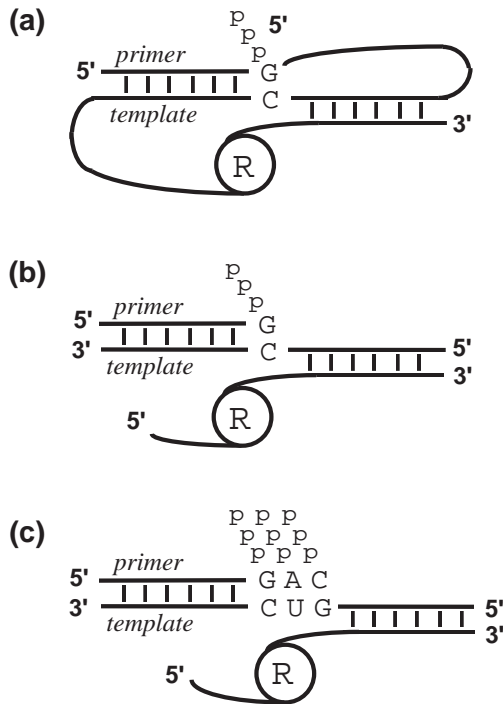 (a)
p 5'
p
p
primer
5' G
C
template
3'
R
(b)
p
p
p
primer
5' G
3' C 5'
template 3'
5' R
(c)
p p p
p p p
p p p
primer
5' G A C
3' C U G 5'
template 3'
5' R